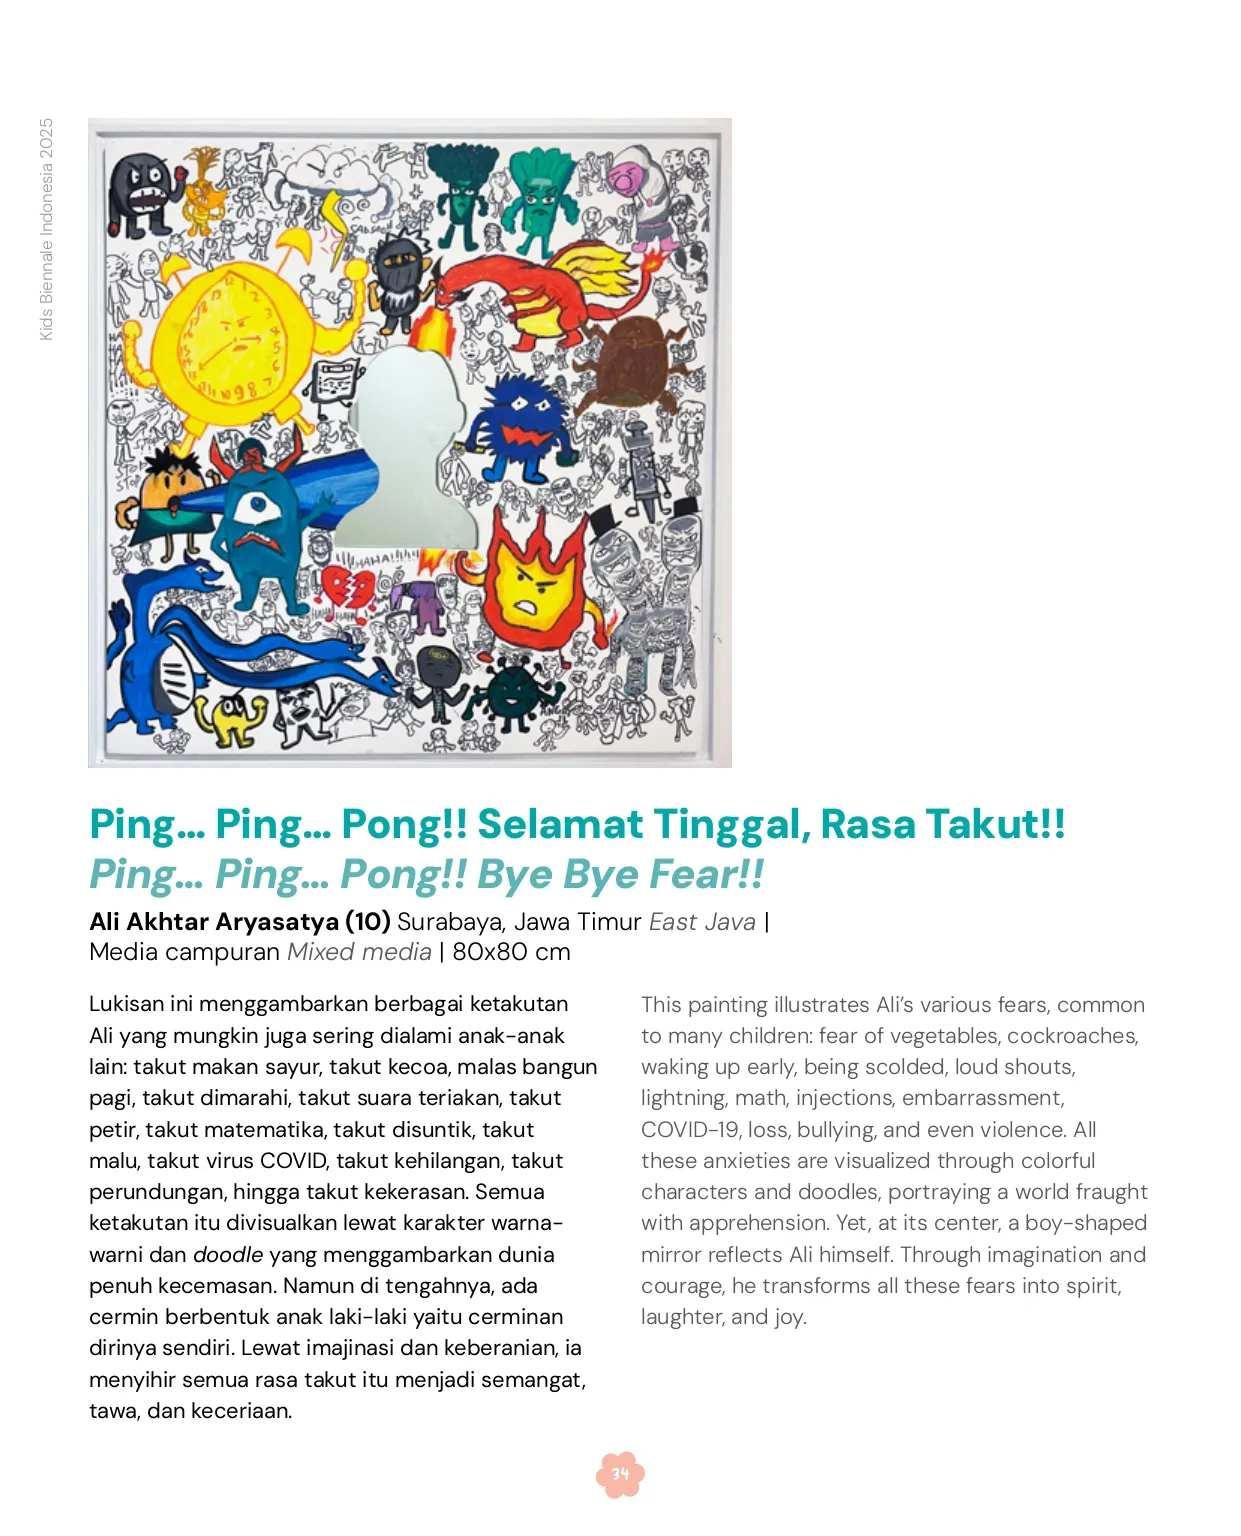 Kids Biennale Indonesia 2025
STOP
STOP
STOP
HAHA!!!!!
Ping... Ping... Pong!! Selamat Tinggal, Rasa Takut!!
Ping... Ping... Pong!! Bye Bye Fear!!
Ali Akhtar Aryasatya (10) Surabaya, Jawa Timur East Java |
Media campuran Mixed media | 80x80 cm
Lukisan ini menggambarkan berbagai ketakutan
Ali yang mungkin juga sering dialami anak-anak
lain: takut makan sayur, takut kecoa, malas bangun
pagi, takut dimarahi, takut suara teriakan, takut
petir, takut matematika, takut disuntik, takut
malu, takut virus COVID, takut kehilangan, takut
perundungan, hingga takut kekerasan. Semua
ketakutan itu divisualkan lewat karakter warna-
warni dan doodle yang menggambarkan dunia
penuh kecemasan. Namun di tengahnya, ada
cermin berbentuk anak laki-laki yaitu cerminan
dirinya sendiri. Lewat imajinasi dan keberanian, ia
menyihir semua rasa takut itu menjadi semangat,
tawa, dan keceriaan.
This painting illustrates Ali's various fears, common
to many children: fear of vegetables, cockroaches,
waking up early, being scolded, loud shouts,
lightning, math, injections, embarrassment,
COVID-19, loss, bullying, and even violence. All
these anxieties are visualized through colorful
characters and doodles, portraying a world fraught
with apprehension. Yet, at its center, a boy-shaped
mirror reflects Ali himself. Through imagination and
courage, he transforms all these fears into spirit,
laughter, and joy.
34